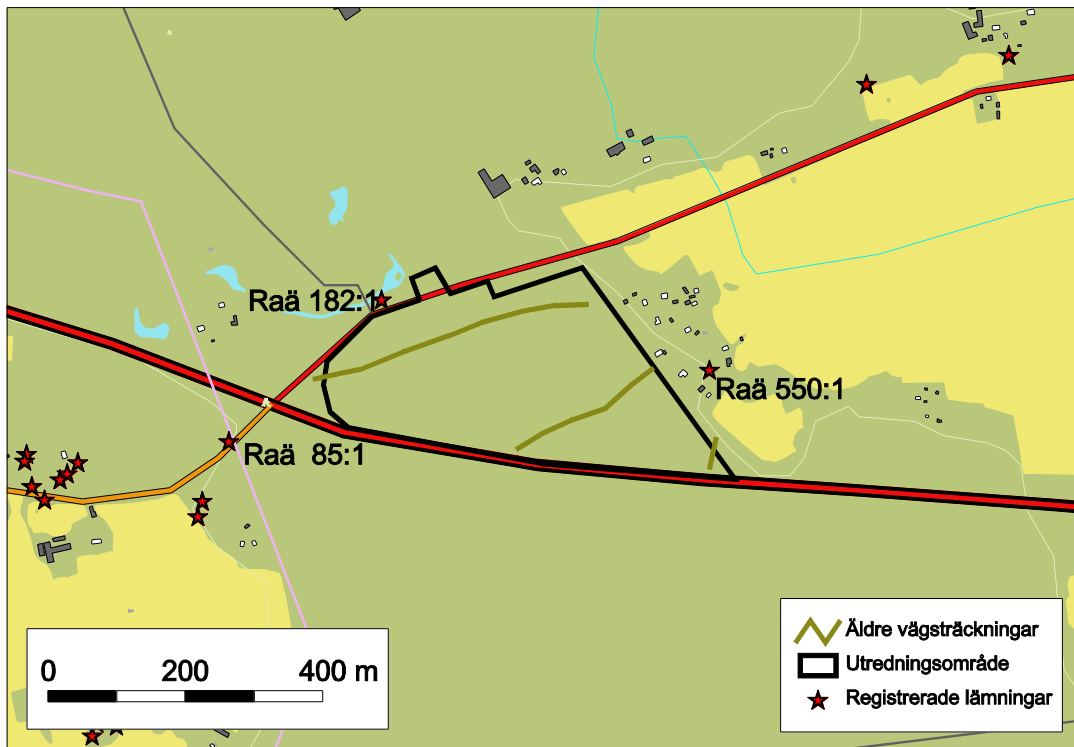 Raä 182:1
Raä 550:1
Raä 85:1
0 200 400 m
Äldre vägsträckningar
Utredningsområde
Registrerade lämningar